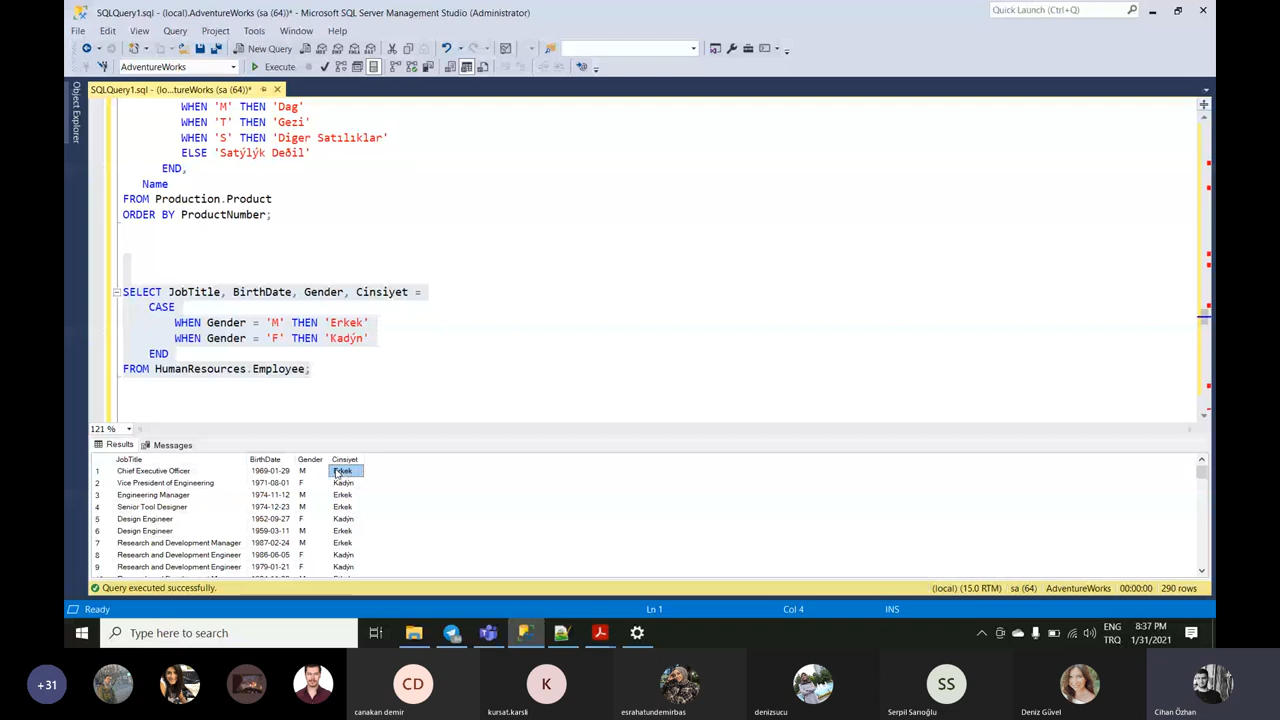 SQLQuery1.sql - (local).AdventureWorks (sa (64))* - Microsoft SQL Server Management Studio (Administrator)
Quick Launch (Ctrl+Q)
File Edit View Query Project Tools Window Help
New Query
AdventureWorks Execute
SQLQuery1.sql - (lo...tureWorks (sa (64))*
Object Explorer
WHEN 'M' THEN 'Dag'
WHEN 'T' THEN 'Gezi'
WHEN 'S' THEN 'Diger Satılıklar'
ELSE 'Satýlýk Deðil'
END,
Name
FROM Production.Product
ORDER BY ProductNumber;
SELECT JobTitle, BirthDate, Gender, Cinsiyet =
CASE
WHEN Gender = 'M' THEN 'Erkek'
WHEN Gender = 'F' THEN 'Kadýn'
END
FROM HumanResources.Employee;
121 %
Results Messages
JobTitle BirthDate Gender Cinsiyet
1 Chief Executive Officer 1969-01-29 M Erkek
2 Vice President of Engineering 1971-08-01 F Kadýn
3 Engineering Manager 1974-11-12 M Erkek
4 Senior Tool Designer 1974-12-23 M Erkek
5 Design Engineer 1952-09-27 F Kadýn
6 Design Engineer 1959-03-11 M Erkek
7 Research and Development Manager 1987-02-24 M Erkek
8 Research and Development Engineer 1986-06-05 F Kadýn
9 Research and Development Engineer 1979-01-21 F Kadýn
Query executed successfully. (local) (15.0 RTM) sa (64) AdventureWorks 00:00:00 290 rows
Ready Ln 1 Col 4 INS
Type here to search
ENG 8:37 PM
TRQ 1/31/2021
+31 CD K SS
canakan demir kursat.karsli esrahatundemirbas denizsucu Serpil Sarıoğlu Deniz Güvel Cihan Özhan